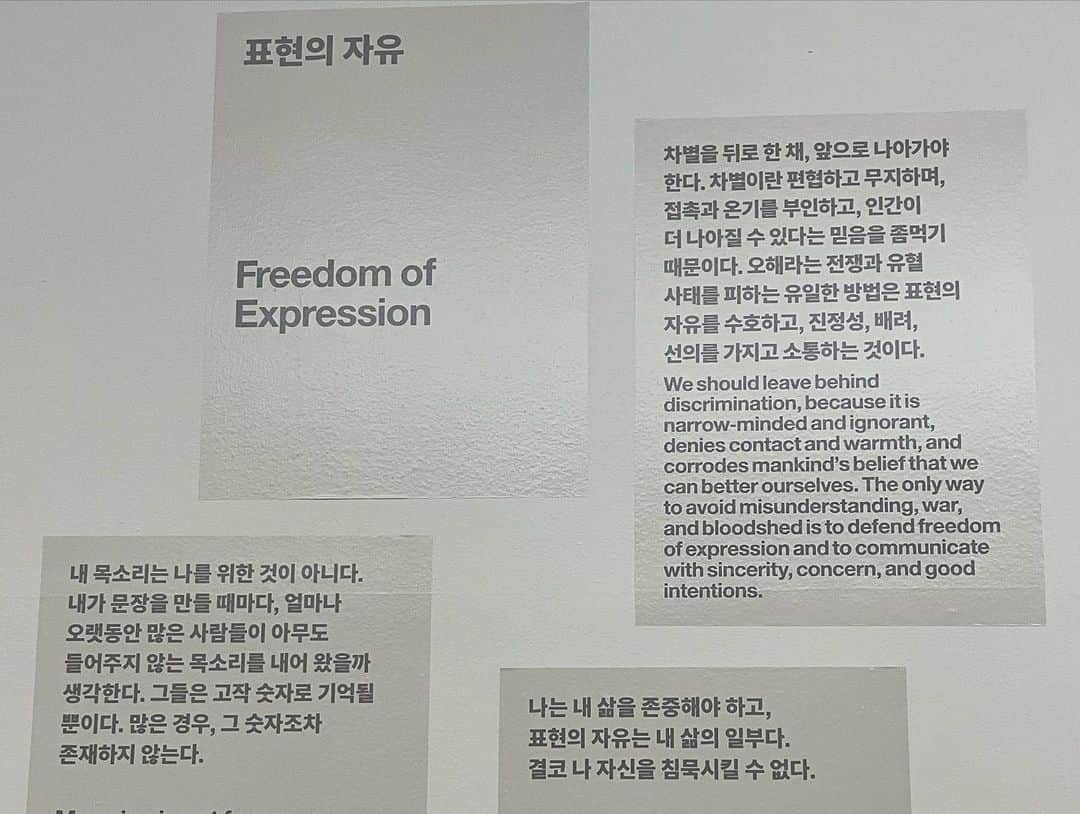 표현의 자유
Freedom of
Expression
차별을 뒤로 한 채, 앞으로 나아가야
한다. 차별이란 편협하고 무지하며,
접촉과 온기를 부인하고, 인간이
더 나아질 수 있다는 믿음을 좀먹기
때문이다. 오해라는 전쟁과 유혈
사태를 피하는 유일한 방법은 표현의
자유를 수호하고, 진정성, 배려,
선의를 가지고 소통하는 것이다.
We should leave behind
discrimination, because it is
narrow-minded and ignorant,
denies contact and warmth, and
corrodes mankind's belief that we
can better ourselves. The only way
to avoid misunderstanding, war,
and bloodshed is to defend freedom
of expression and to communicate
with sincerity, concern, and good
intentions.
내 목소리는 나를 위한 것이 아니다.
내가 문장을 만들 때마다, 얼마나
오랫동안 많은 사람들이 아무도
들어주지 않는 목소리를 내어 왔을까
생각한다. 그들은 고작 숫자로 기억될
뿐이다. 많은 경우, 그 숫자조차
존재하지 않는다.
나는 내 삶을 존중해야 하고,
표현의 자유는 내 삶의 일부다.
결코 나 자신을 침묵시킬 수 없다.